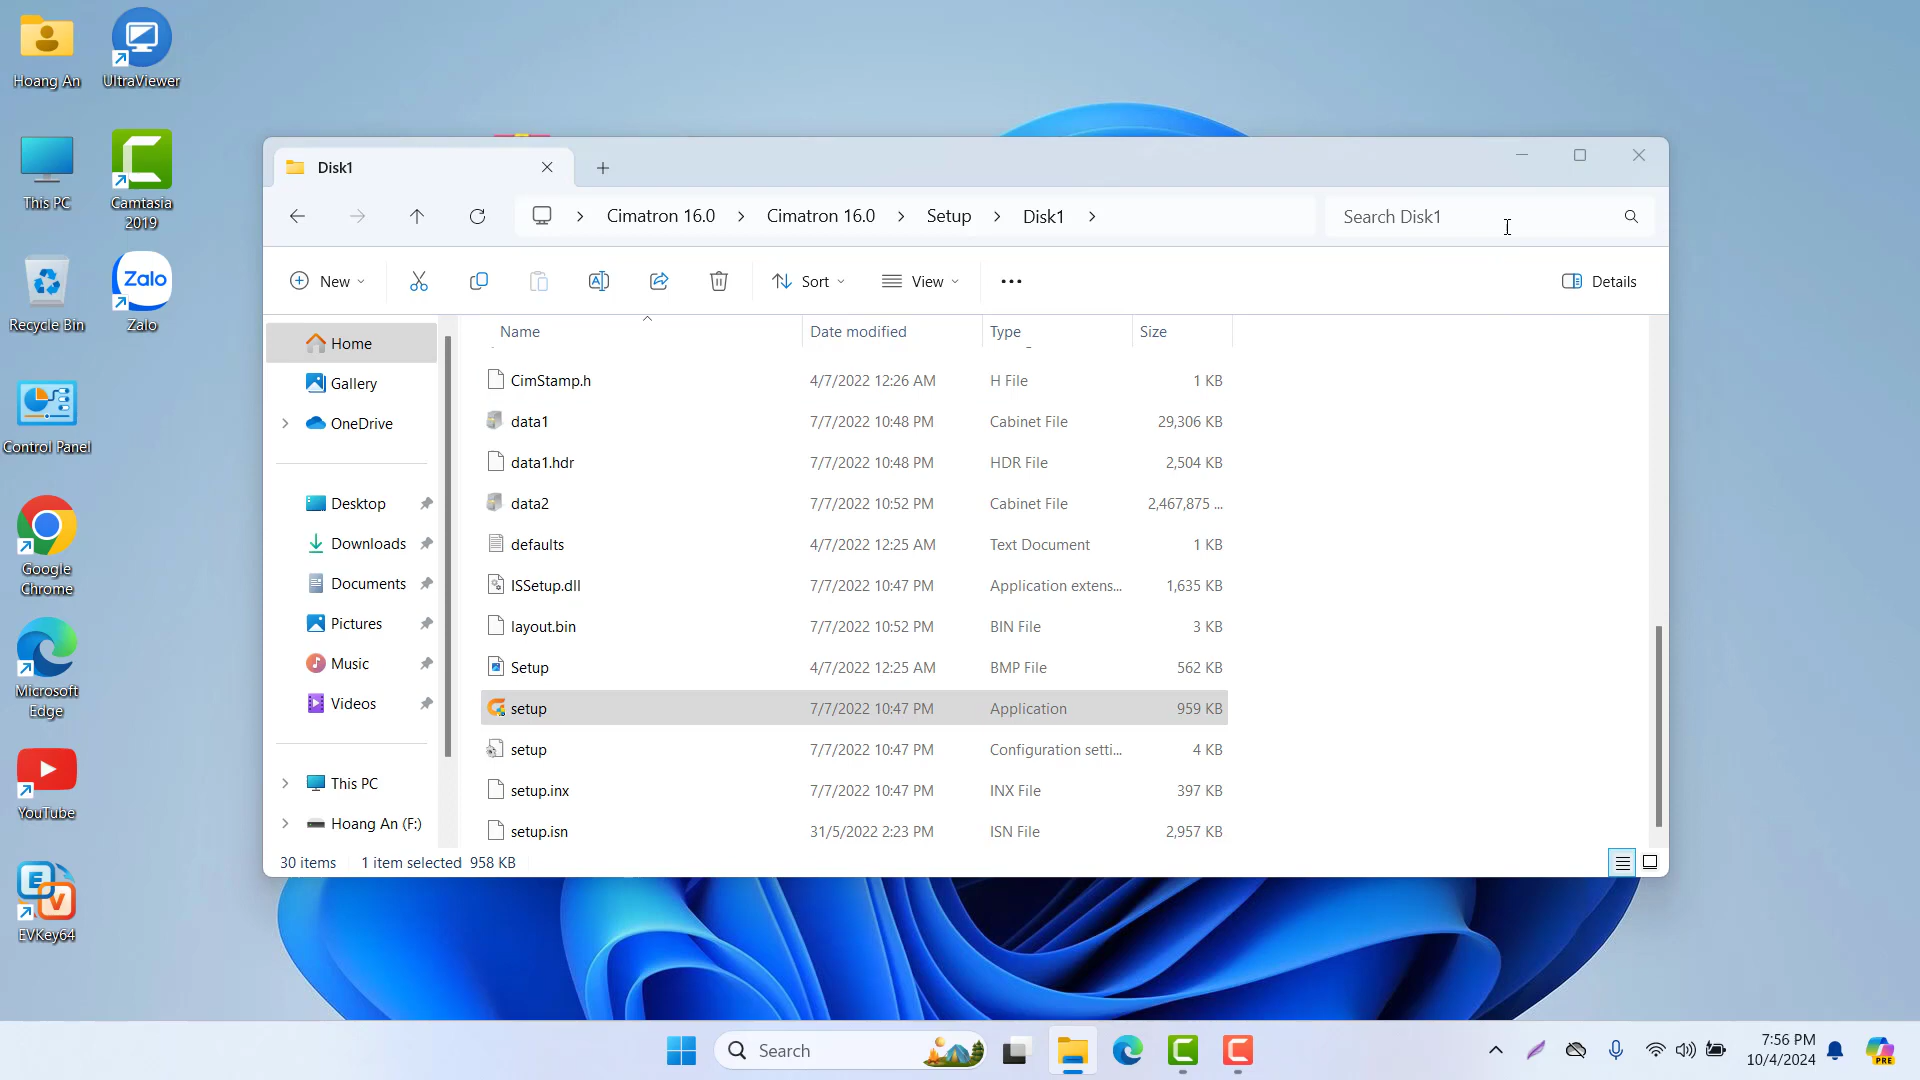 Hoang An
UltraViewer
This PC
Camtasia
2019
Recycle Bin
Zalo
Zalo
Control Panel
Google
Chrome
Microsoft
Edge
YouTube
E
V
EVKey64
Disk1
Cimatron 16.0
Cimatron 16.0
Setup
Disk1
Search Disk1
New
Sort
View
Details
Home
Gallery
OneDrive
Desktop
Downloads
Documents
Pictures
Music
Videos
This PC
Hoang An (F:)
Name Date modified Type Size
CimStamp.h 4/7/2022 12:26 AM H File 1 KB
data1 7/7/2022 10:48 PM Cabinet File 29,306 KB
data1.hdr 7/7/2022 10:48 PM HDR File 2,504 KB
data2 7/7/2022 10:52 PM Cabinet File 2,467,875 ...
defaults 4/7/2022 12:25 AM Text Document 1 KB
ISSetup.dll 7/7/2022 10:47 PM Application extens... 1,635 KB
layout.bin 7/7/2022 10:52 PM BIN File 3 KB
Setup 4/7/2022 12:25 AM BMP File 562 KB
setup 7/7/2022 10:47 PM Application 959 KB
setup 7/7/2022 10:47 PM Configuration setti... 4 KB
setup.inx 7/7/2022 10:47 PM INX File 397 KB
setup.isn 31/5/2022 2:23 PM ISN File 2,957 KB
30 items 1 item selected 958 KB
Search
7:56 PM
10/4/2024
PRE